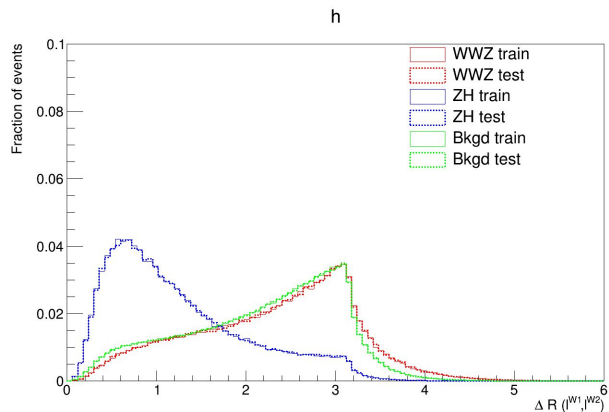 h
Fraction of events
0.1
0.08
0.06
0.04
0.02
0
WWZ train
WWZ test
ZH train
ZH test
Bkgd train
Bkgd test
0 1 2 3 4 5 6
Δ R (l^W1,l^W2)